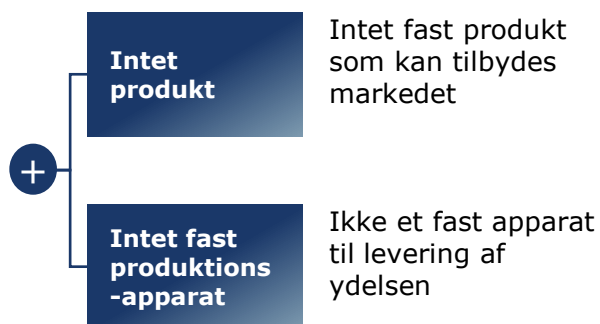 Intet
produkt
Intet fast produkt
som kan tilbydes
markedet
+
Intet fast
produktions
-apparat
Ikke et fast apparat
til levering af
ydelsen